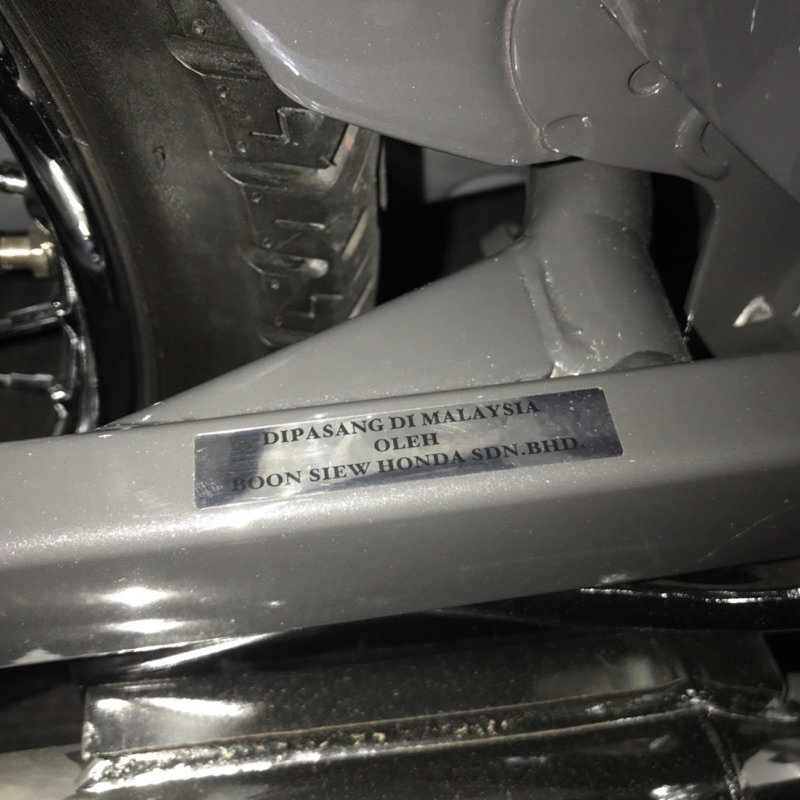 DIPASANG DI MALAYSIA
OLEH
BOON SIEW HONDA SDN.BHD.